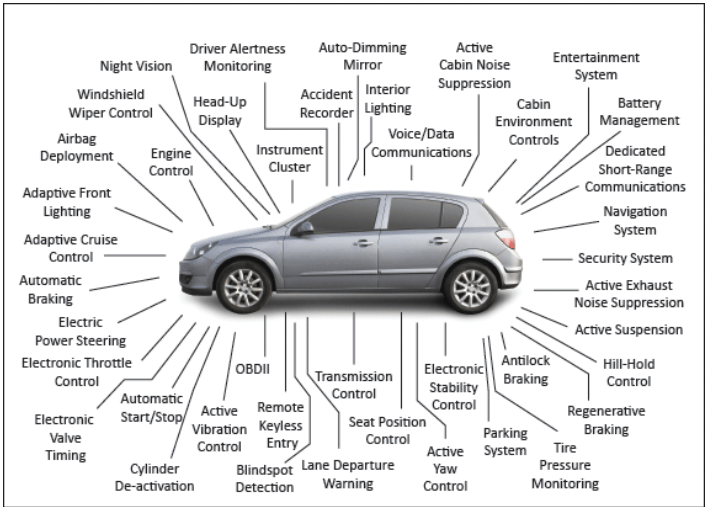 Night Vision
Driver Alertness
Monitoring
Auto-Dimming
Mirror
Active
Cabin Noise
Suppression
Entertainment
System
Windshield
Wiper Control
Head-Up
Display
Accident
Recorder
Interior
Lighting
Battery
Management
Airbag
Deployment
Engine
Control
Instrument
Cluster
Voice/Data
Communications
Cabin
Environment
Controls
Dedicated
Short-Range
Communications
Adaptive Front
Lighting
Navigation
System
Adaptive Cruise
Control
Security System
Automatic
Braking
Active Exhaust
Noise Suppression
Electric
Power Steering
Active Suspension
Electronic Throttle
Control
OBDII
Transmission
Control
Electronic
Stability
Control
Antilock
Braking
Hill-Hold
Control
Electronic
Valve
Timing
Automatic
Start/Stop
Active
Vibration
Control
Remote
Keyless
Entry
Seat Position
Control
Parking
System
Regenerative
Braking
Cylinder
De-activation
Blindspot
Detection
Lane Departure
Warning
Active
Yaw
Control
Tire
Pressure
Monitoring